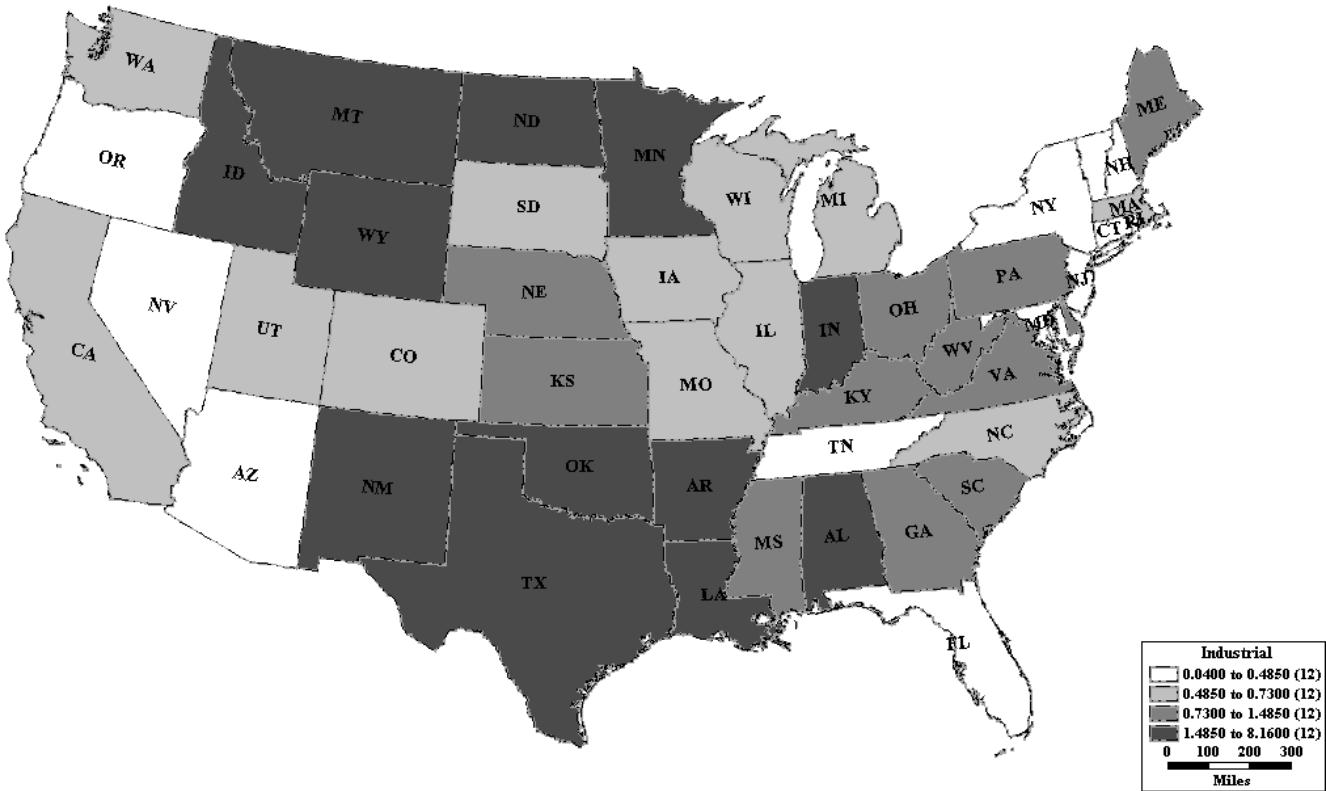 WA
MT
ND
ME
OR
ID
MN
NH
SD
WI
MI
NY
MA
WY
CT RI
IA
PA
NE
NJ
NV
OH
UT
IL
IN
MD
CA
CO
WV
KS
MO
KY
VA
TN
NC
AZ
OK
NM
AR
SC
MS
AL
GA
TX
LA
FL
Industrial
0.0400 to 0.4850 (12)
0.4850 to 0.7300 (12)
0.7300 to 1.4850 (12)
1.4850 to 8.1600 (12)
0 100 200 300
Miles